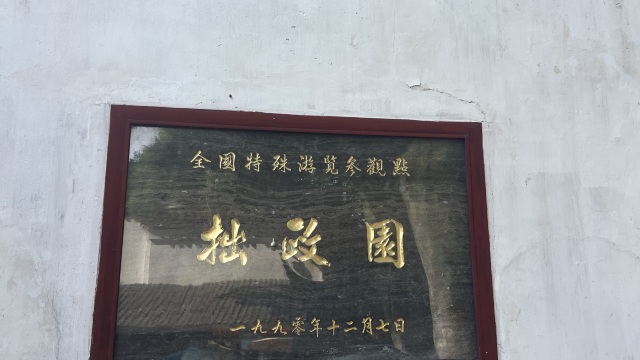 全國特殊游覽參觀點
拙政園
一九九零年十二月七日